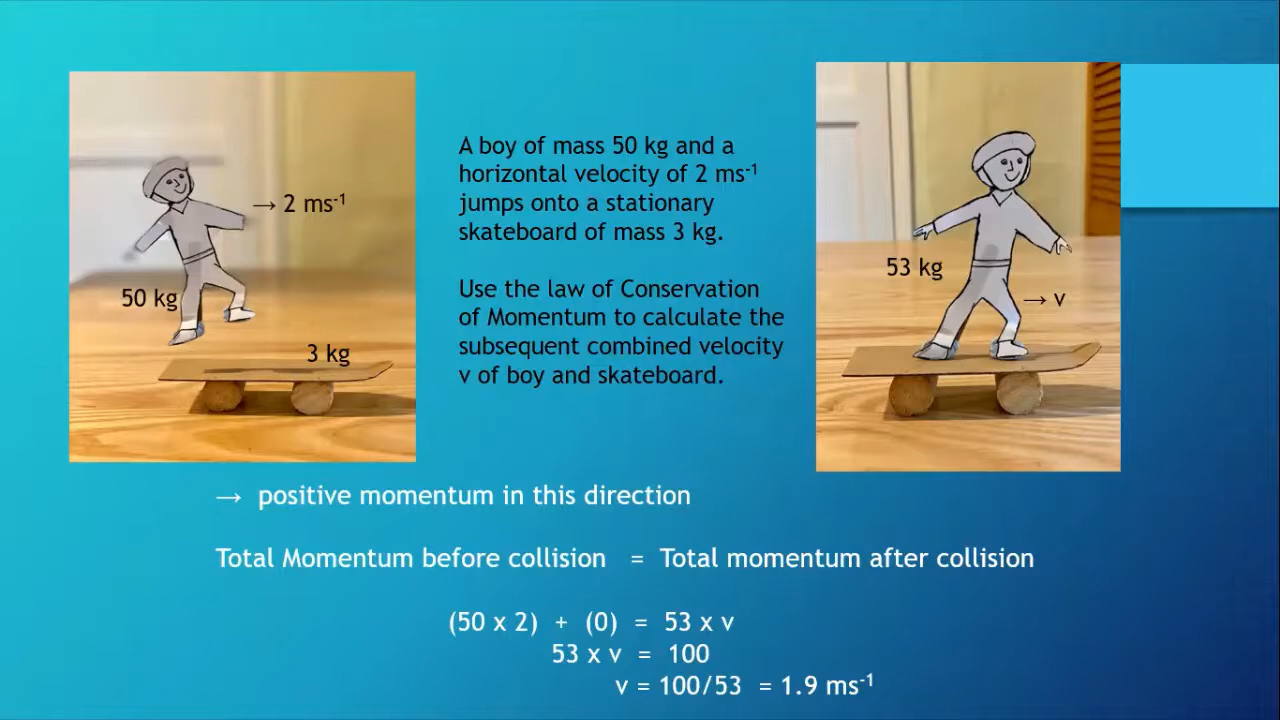 → 2 ms⁻¹
50 kg
3 kg
A boy of mass 50 kg and a
horizontal velocity of 2 ms⁻¹
jumps onto a stationary
skateboard of mass 3 kg.
Use the law of Conservation
of Momentum to calculate the
subsequent combined velocity
v of boy and skateboard.
53 kg
→ v
→ positive momentum in this direction
Total Momentum before collision = Total momentum after collision
(50 x 2) + (0) = 53 x v
53 x v = 100
v = 100/53 = 1.9 ms⁻¹